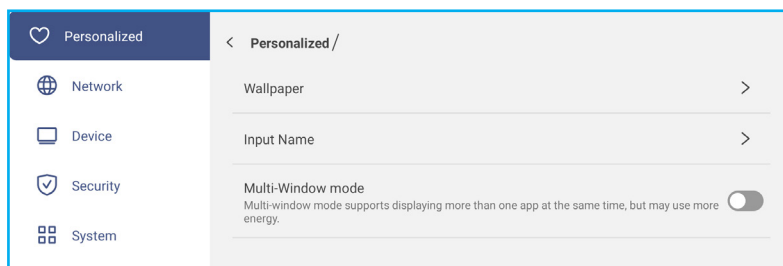 Personalized
Network
Device
Security
System
< Personalized /
Wallpaper
Input Name
Multi-Window mode
Multi-window mode supports displaying more than one app at the same time, but may use more
energy.